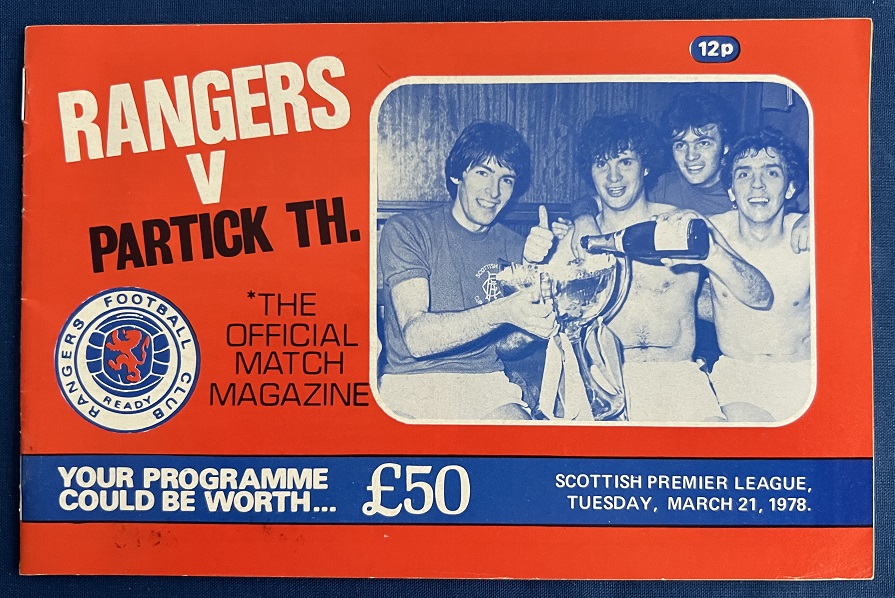 12p
RANGERS
V
PARTICK TH.
*THE
OFFICIAL
MATCH
MAGAZINE
RANGERS FOOTBALL CLUB
READY
SCOTTISH
YOUR PROGRAMME
COULD BE WORTH...
£50
SCOTTISH PREMIER LEAGUE,
TUESDAY, MARCH 21, 1978.